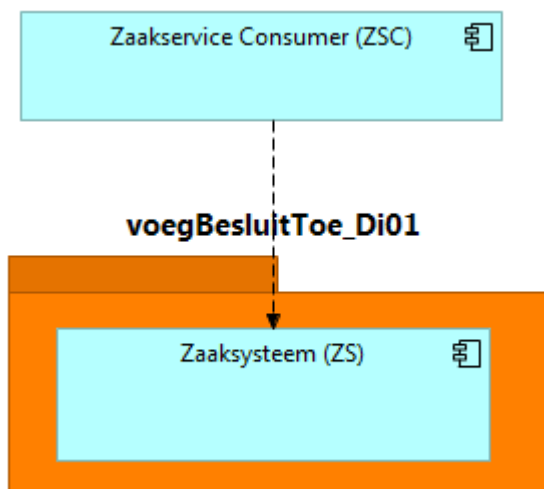 Zaakservice Consumer (ZSC)
voegBesluitToe_Di01
Zaaksysteem (ZS)